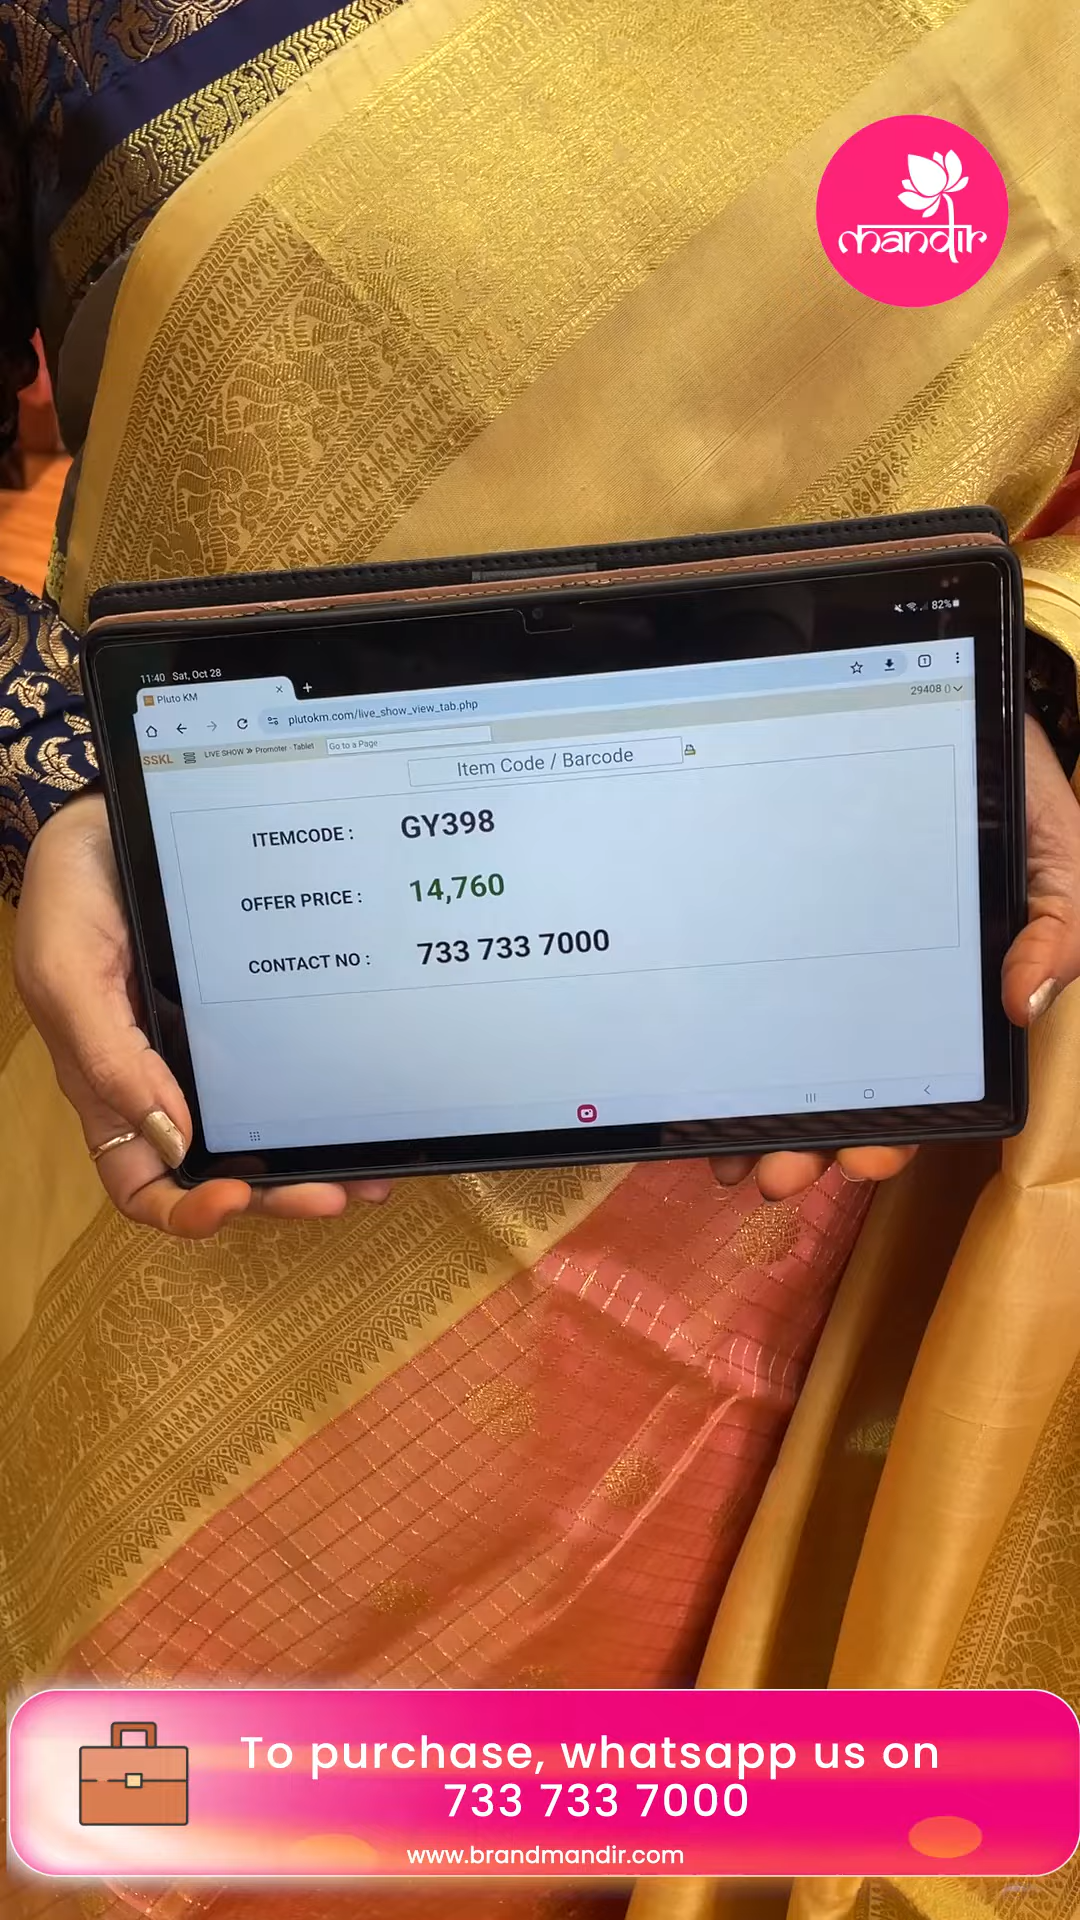 mandir
11:40 Sat, Oct 28
82%
Pluto KM
plutokm.com/live_show_view_tab.php
1
29408 ()
SSKL
LIVE SHOW » Promoter - Tablet
Go to a Page
Item Code / Barcode
ITEMCODE : GY398
OFFER PRICE : 14,760
CONTACT NO : 733 733 7000
To purchase, whatsapp us on
733 733 7000
www.brandmandir.com